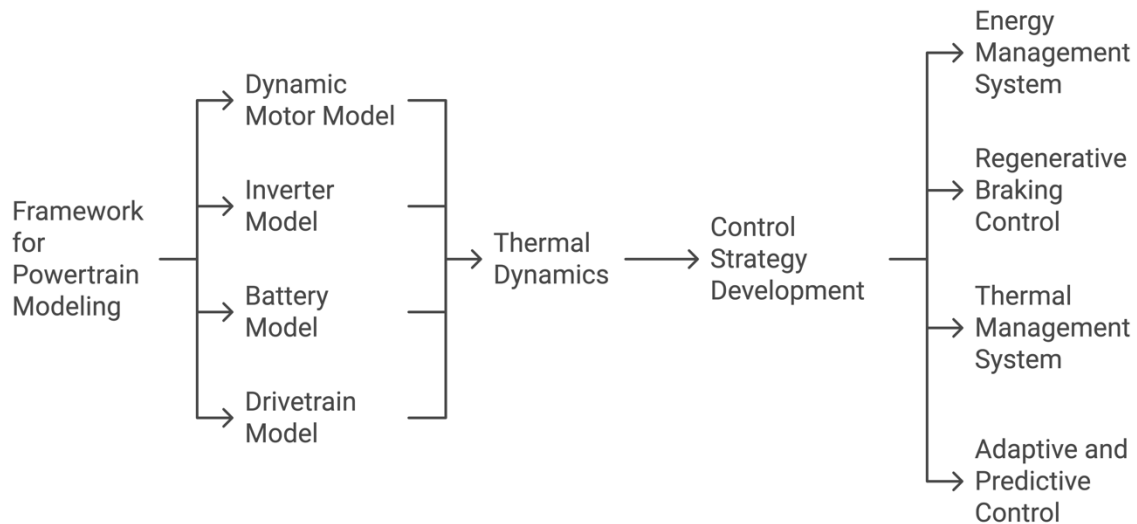 Framework
for
Powertrain
Modeling
Dynamic
Motor Model
Inverter
Model
Battery
Model
Drivetrain
Model
Thermal
Dynamics
Control
Strategy
Development
Energy
Management
System
Regenerative
Braking
Control
Thermal
Management
System
Adaptive and
Predictive
Control